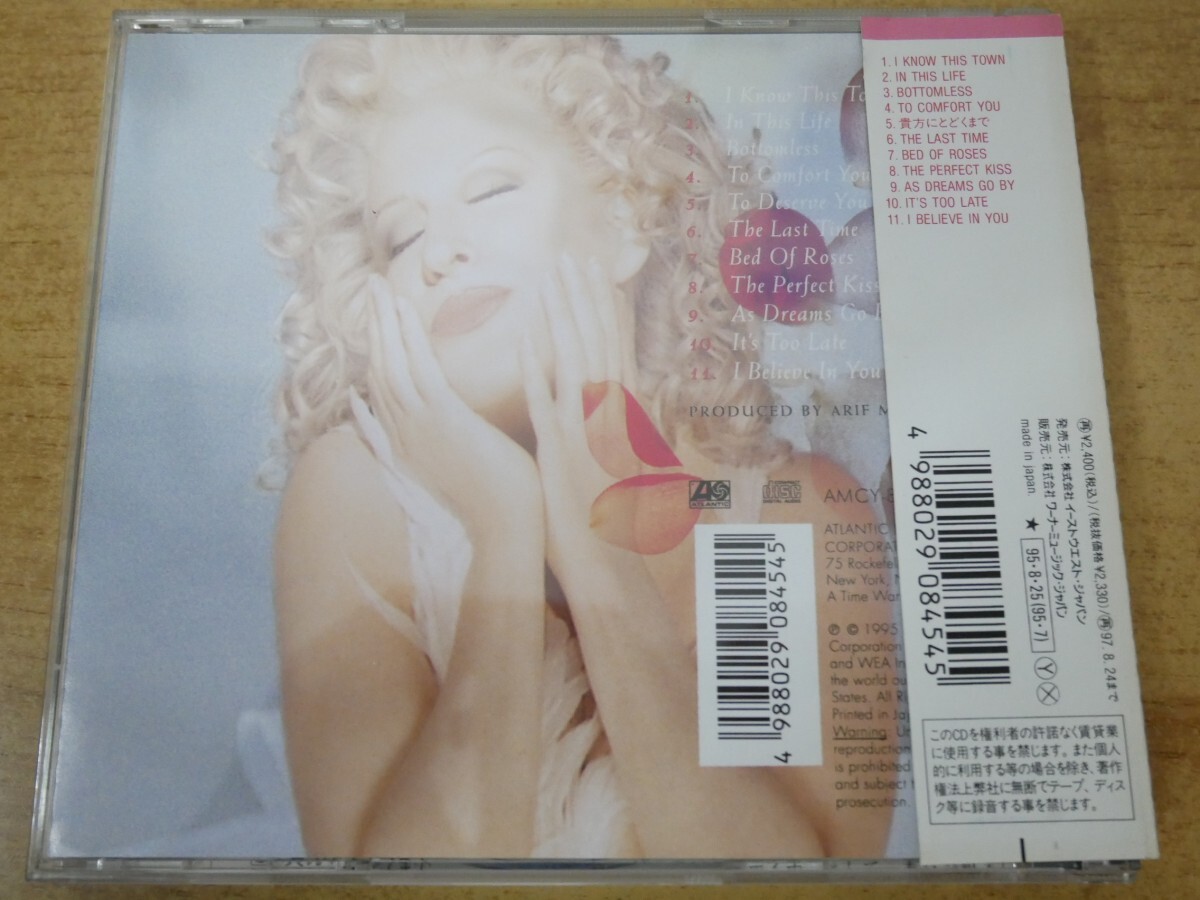 1. I Know This To
2. In This Life
3. Bottomless
4. To Comfort You
5. To Deserve You
6. The Last Time
7. Bed Of Roses
8. The Perfect Kiss
9. As Dreams Go
10. It's Too Late
11. I Believe In You
PRODUCED BY ARIF M
ATLANTIC
COMPACT disc DIGITAL AUDIO
AMCY-8
ATLANTIC
CORPORAT
75 Rockefel
New York, N
A Time War
℗ © 1995
Corporation
and WEA In
the world ou
States. All Ri
Printed in Jap
Warning: Un
reproduction
is prohibited
and subject t
prosecution.
4 988029 084545
1. I KNOW THIS TOWN
2. IN THIS LIFE
3. BOTTOMLESS
4. TO COMFORT YOU
5. 貴方にとどくまで
6. THE LAST TIME
7. BED OF ROSES
8. THE PERFECT KISS
9. AS DREAMS GO BY
10. IT'S TOO LATE
11. I BELIEVE IN YOU
4 988029 084545
㊅¥2,400(税込)/(税抜価格¥2,330)/㊅97.8.24まで
発売元:株式会社 イーストウエスト・ジャパン
販売元:株式会社 ワーナーミュージック・ジャパン
made in japan.
★ 95・8・25(95・7) Ⓨ Ⓧ
このCDを権利者の許諾なく賃貸業
に使用する事を禁じます。また個人
的に利用する等の場合を除き、著作
権法上弊社に無断でテープ、ディス
ク等に録音する事を禁じます。